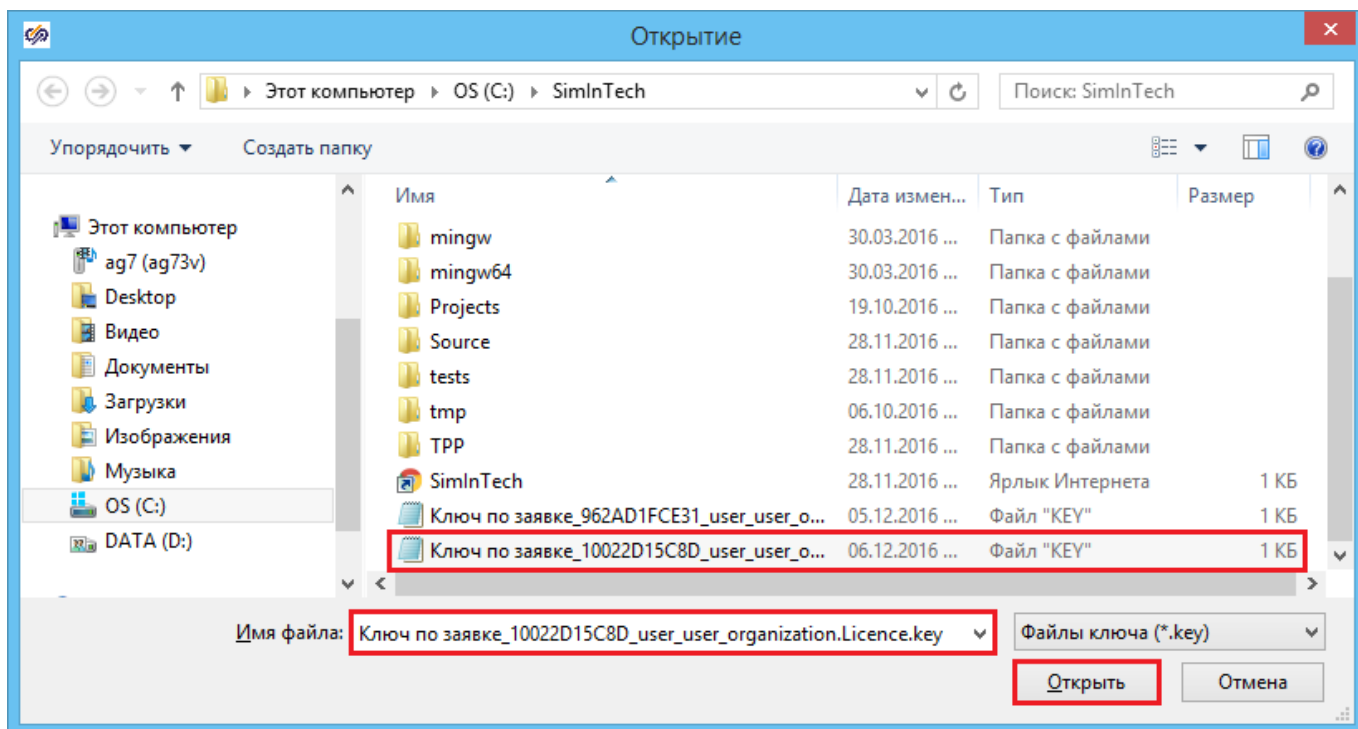 Открытие
Этот компьютер OS (C:) SimInTech Поиск: SimInTech
Упорядочить Создать папку
Имя Дата измен... Тип Размер
Этот компьютер
ag7 (ag73v)
Desktop
Видео
Документы
Загрузки
Изображения
Музыка
OS (C:)
DATA (D:)
mingw 30.03.2016 ... Папка с файлами
mingw64 30.03.2016 ... Папка с файлами
Projects 19.10.2016 ... Папка с файлами
Source 28.11.2016 ... Папка с файлами
tests 28.11.2016 ... Папка с файлами
tmp 06.10.2016 ... Папка с файлами
TPP 28.11.2016 ... Папка с файлами
SimInTech 28.11.2016 ... Ярлык Интернета 1 КБ
Ключ по заявке_962AD1FCE31_user_user_o... 05.12.2016 ... Файл "KEY" 1 КБ
Ключ по заявке_10022D15C8D_user_user_o... 06.12.2016 ... Файл "KEY" 1 КБ
Имя файла: Ключ по заявке_10022D15C8D_user_user_organization.Licence.key Файлы ключа (*.key)
Открыть Отмена